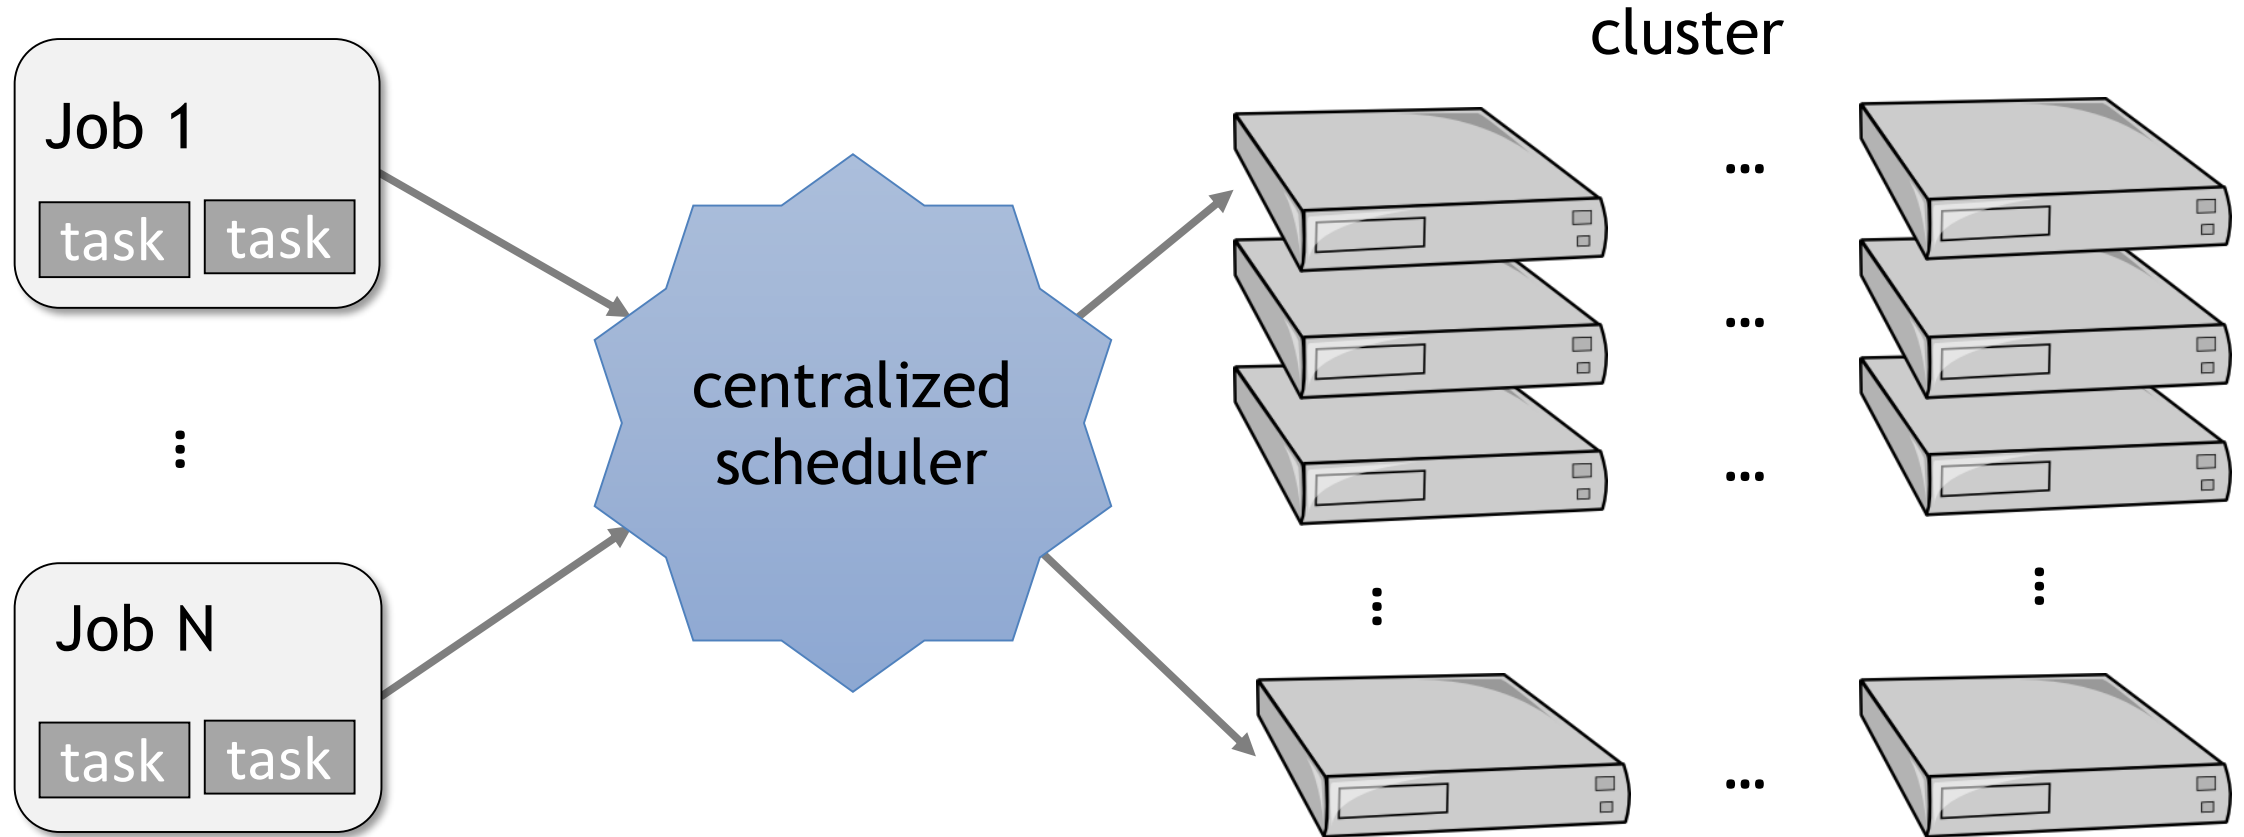 cluster
Job 1
task task
...
centralized
scheduler
...
...
...
...
...
Job N
task task
...